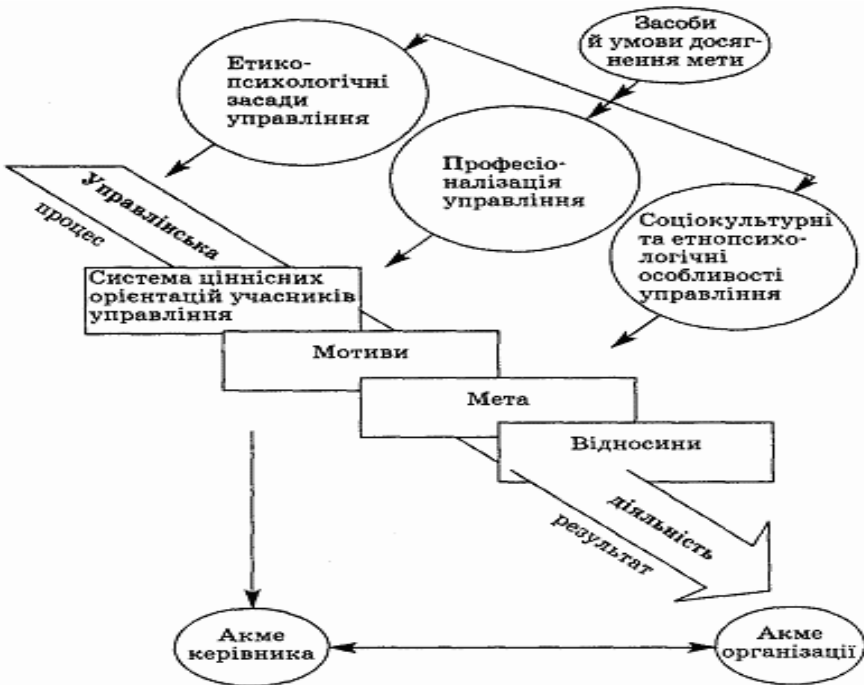 Засоби
й умови досяг-
нення мети
Етико-
психологічні
засади
управління
Професіо-
налізація
управління
Соціокультурні
та етнопсихо-
логічні
особливості
управління
Управлінська
процес
Система ціннісних
орієнтацій учасників
управління
Мотиви
Мета
Відносини
діяльність
результат
Акме
керівника
Акме
організації